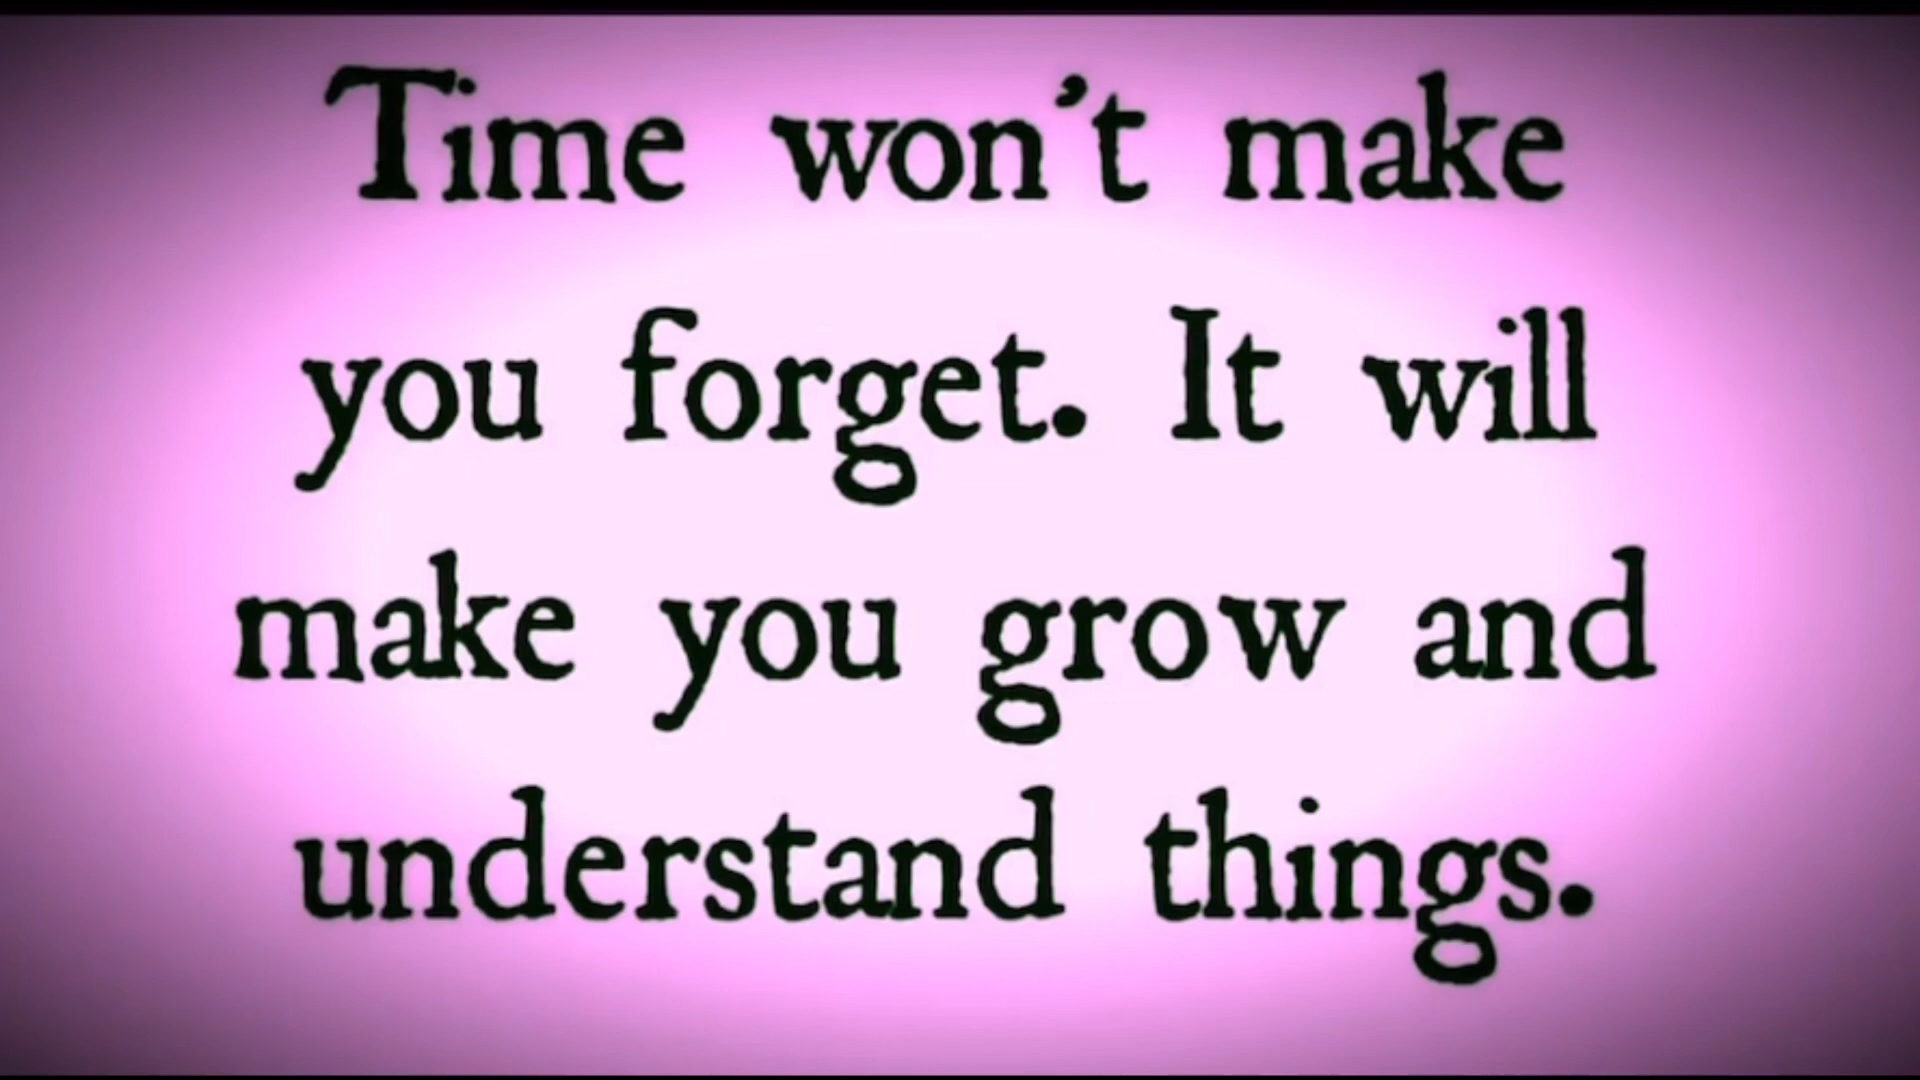 Time won't make
you forget. It will
make you grow and
understand things.